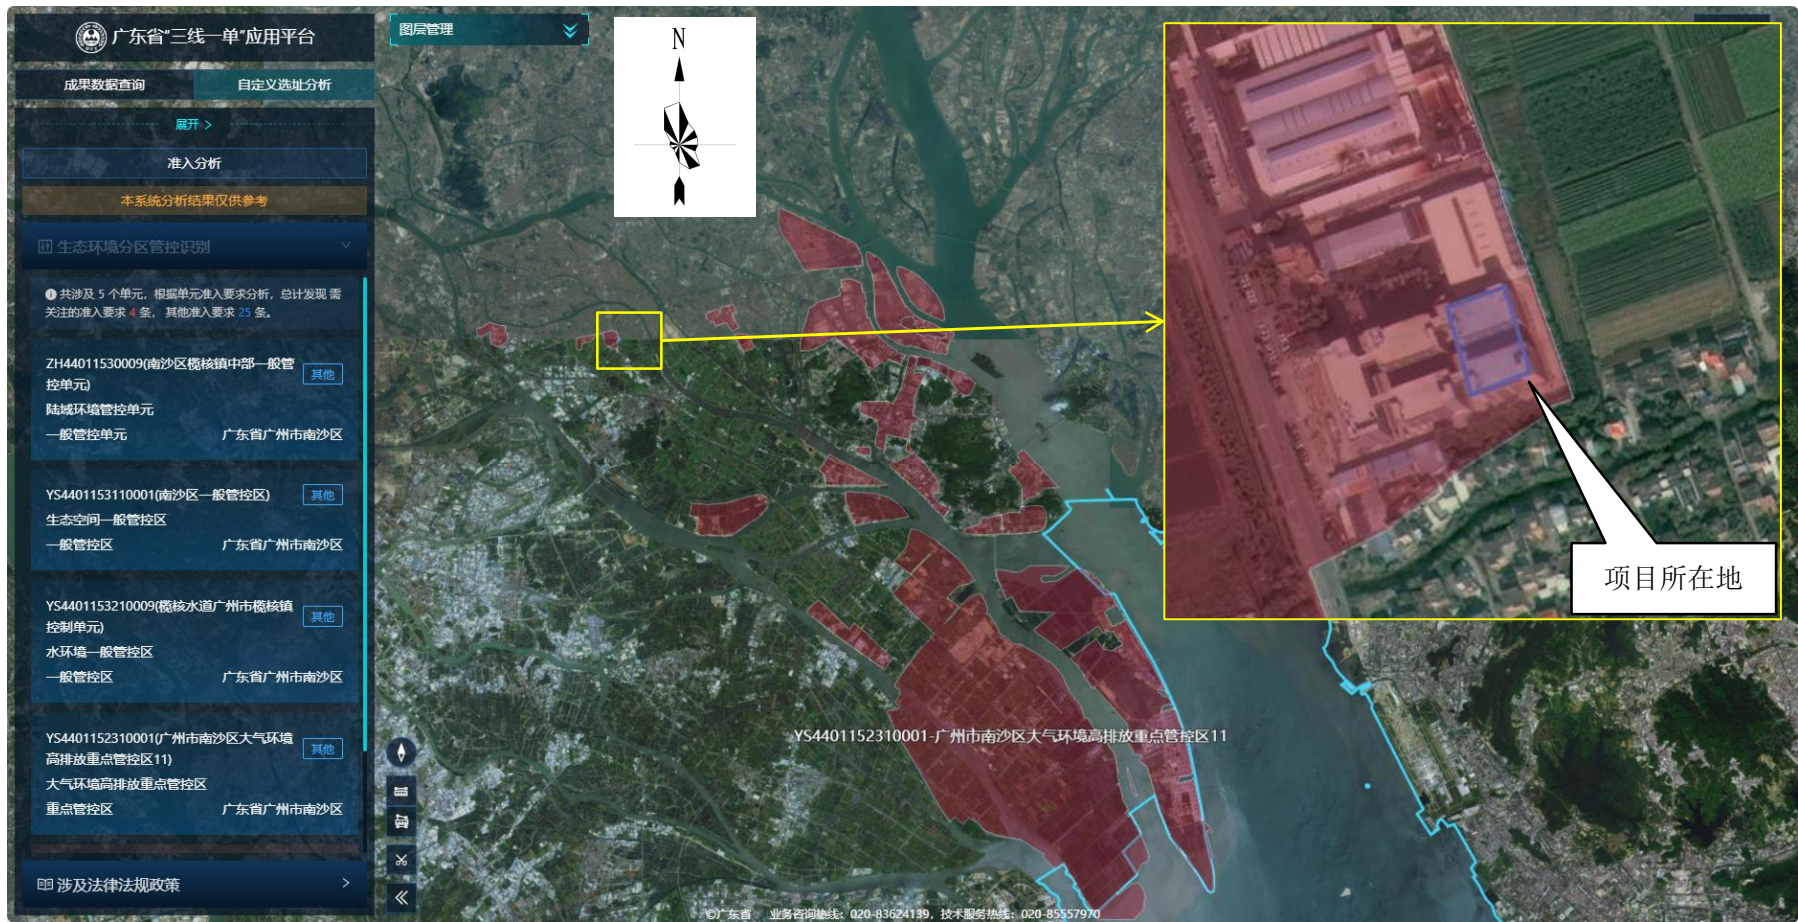 广东省"三线一单"应用平台
成果数据查询
自定义选址分析
展开 >
准入分析
本系统分析结果仅供参考
生态环境分区管控识别
共涉及 5 个单元，根据单元准入要求分析，总计发现 需
关注的准入要求 4 条， 其他准入要求 25 条。
ZH44011530009(南沙区榄核镇中部一般管
控单元)
其他
陆域环境管控单元
一般管控单元
广东省广州市南沙区
YS4401153110001(南沙区一般管控区)
其他
生态空间一般管控区
一般管控区
广东省广州市南沙区
YS4401153210009(榄核水道广州市榄核镇
控制单元)
其他
水环境一般管控区
一般管控区
广东省广州市南沙区
YS4401152310001(广州市南沙区大气环境
高排放重点管控区11)
其他
大气环境高排放重点管控区
重点管控区
广东省广州市南沙区
涉及法律法规政策
图层管理
N
项目所在地
YS4401152310001-广州市南沙区大气环境高排放重点管控区11
©广东省 业务咨询热线：020-83624139，技术服务热线：020-85557970